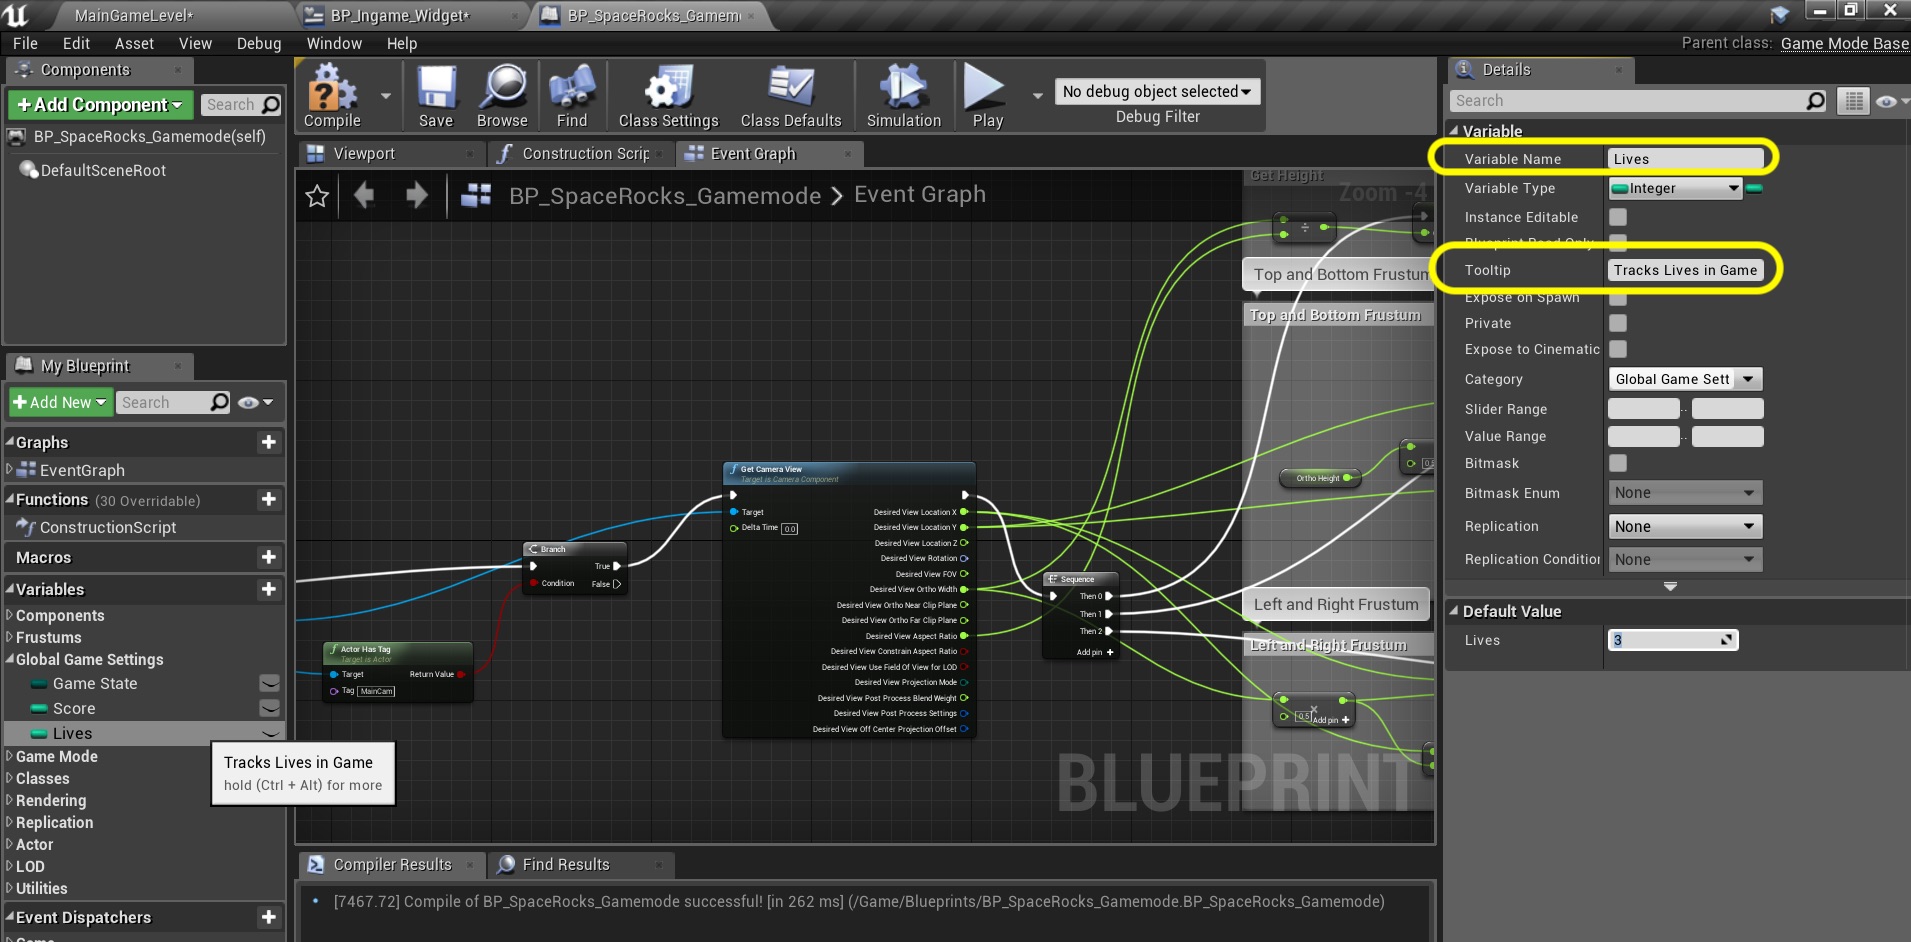 MainGameLevel*
BP_Ingame_Widget*
BP_SpaceRocks_Gamem
File Edit Asset View Debug Window Help
Parent class: Game Mode Base
Components
+Add Component
Search
BP_SpaceRocks_Gamemode(self)
DefaultSceneRoot
My Blueprint
+Add New
Search
Graphs
EventGraph
Functions (30 Overridable)
ConstructionScript
Macros
Variables
Components
Frustums
Global Game Settings
Game State
Score
Lives
Game Mode
Classes
Rendering
Replication
Actor
LOD
Utilities
Event Dispatchers
Tracks Lives in Game
hold (Ctrl + Alt) for more
Compile
Save
Browse
Find
Class Settings
Class Defaults
Simulation
Play
No debug object selected
Debug Filter
Viewport
Construction Scrip
Event Graph
BP_SpaceRocks_Gamemode > Event Graph
Zoom -4
Get Height
÷
Top and Bottom Frustum
Top and Bottom Frustum
Ortho Height
Branch
Condition
True
False
Actor Has Tag
Target is Actor
Target
Return Value
Tag MainCam
Get Camera View
Target is Camera Component
Target
Delta Time 0.0
Desired View Location X
Desired View Location Y
Desired View Location Z
Desired View Rotation
Desired View FOV
Desired View Ortho Width
Desired View Ortho Near Clip Plane
Desired View Ortho Far Clip Plane
Desired View Aspect Ratio
Desired View Constrain Aspect Ratio
Desired View Use Field Of View for LOD
Desired View Projection Mode
Desired View Post Process Blend Weight
Desired View Post Process Settings
Desired View Off Center Projection Offset
Sequence
Then 0
Then 1
Then 2
Add pin +
Left and Right Frustum
Left and Right Frustum
0.5
×
Add pin +
BLUEPRINT
Compiler Results
Find Results
[7467.72] Compile of BP_SpaceRocks_Gamemode successful! [in 262 ms] (/Game/Blueprints/BP_SpaceRocks_Gamemode.BP_SpaceRocks_Gamemode)
Details
Search
Variable
Variable Name Lives
Variable Type Integer
Instance Editable
Blueprint Read Only
Tooltip Tracks Lives in Game
Expose on Spawn
Private
Expose to Cinematic
Category Global Game Sett
Slider Range ..
Value Range ..
Bitmask
Bitmask Enum None
Replication None
Replication Conditio None
Default Value
Lives 3